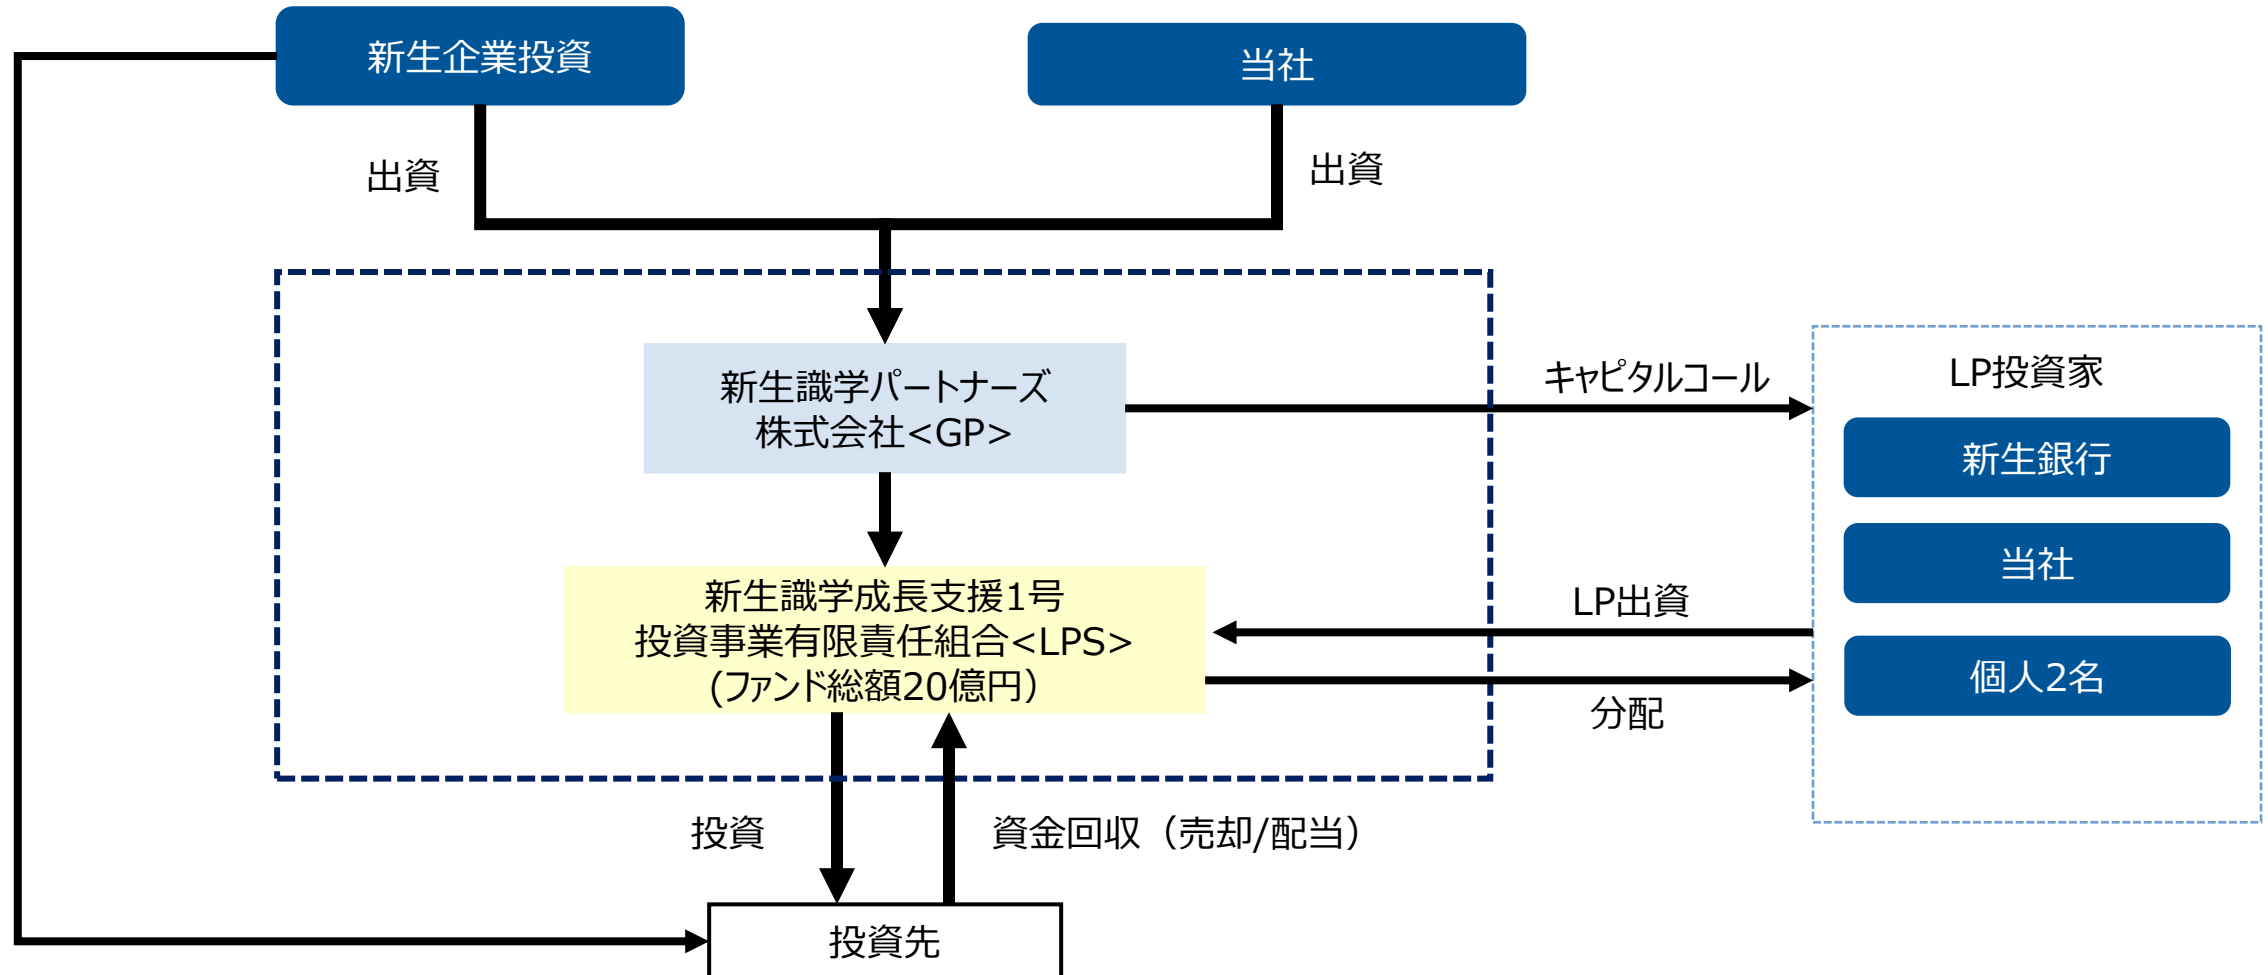 新生企業投資
当社
出資
出資
新生識学パートナーズ
株式会社<GP>
キャピタルコール
LP投資家
新生銀行
当社
個人2名
新生識学成長支援1号
投資事業有限責任組合<LPS>
(ファンド総額20億円）
LP出資
分配
投資
資金回収（売却/配当）
投資先